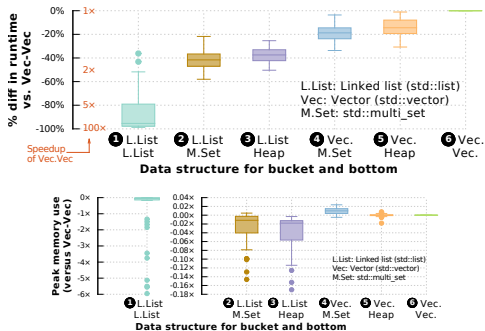 % diff in runtime
vs. Vec-Vec
0%
-20%
-40%
-60%
-80%
-100%
1×
2×
5×
100×
Speedup
of Vec.Vec
L.List: Linked list (std::list)
Vec: Vector (std::vector)
M.Set: std::multi_set
1 L.List
L.List
2 L.List
M.Set
3 L.List
Heap
4 Vec.
M.Set
5 Vec.
Heap
6 Vec.
Vec.
Data structure for bucket and bottom
Peak memory use
(versus Vec-Vec)
0×
-1×
-2×
-3×
-4×
-5×
-6×
0.04×
0.02×
0.00×
-0.02×
-0.04×
-0.06×
-0.08×
-0.10×
-0.12×
-0.14×
-0.16×
-0.18×
L.List: Linked list (std::list)
Vec: Vector (std::vector)
M.Set: std::multi_set
1 L.List
L.List
2 L.List
M.Set
3 L.List
Heap
4 Vec.
M.Set
5 Vec.
Heap
6 Vec.
Vec.
Data structure for bucket and bottom